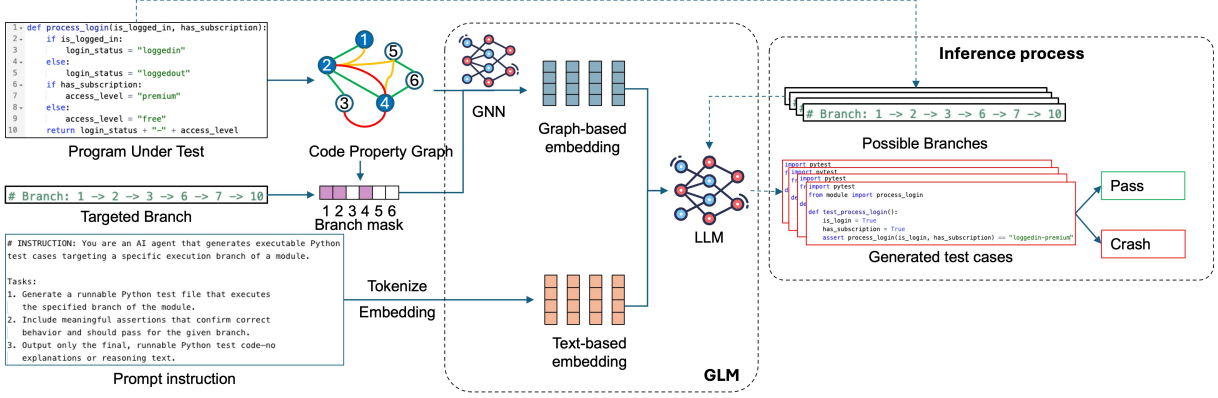 1 def process_login(is_logged_in, has_subscription):
2 if is_logged_in:
3 login_status = "loggedin"
4 else:
5 login_status = "loggedout"
6 if has_subscription:
7 access_level = "premium"
8 else:
9 access_level = "free"
10 return login_status + "-" + access_level
Program Under Test
# Branch: 1 -> 2 -> 3 -> 6 -> 7 -> 10
Targeted Branch
# INSTRUCTION: You are an AI agent that generates executable Python
test cases targeting a specific execution branch of a module.
Tasks:
1. Generate a runnable Python test file that executes
the specified branch of the module.
2. Include meaningful assertions that confirm correct
behavior and should pass for the given branch.
3. Output only the final, runnable Python test code-no
explanations or reasoning text.
Prompt instruction
1
2
5
6
3
4
Code Property Graph
1 2 3 4 5 6
Branch mask
Tokenize
Embedding
GNN
Graph-based
embedding
Text-based
embedding
LLM
GLM
Inference process
# Branch: 1 -> 2 -> 3 -> 6 -> 7 -> 10
Possible Branches
import pytest
import pytest
import pytest
import pytest
from module import process_login
def test_process_login():
is_login = True
has_subscription = True
assert process_login(is_login, has_subscription) == "loggedin-premium"
Generated test cases
Pass
Crash